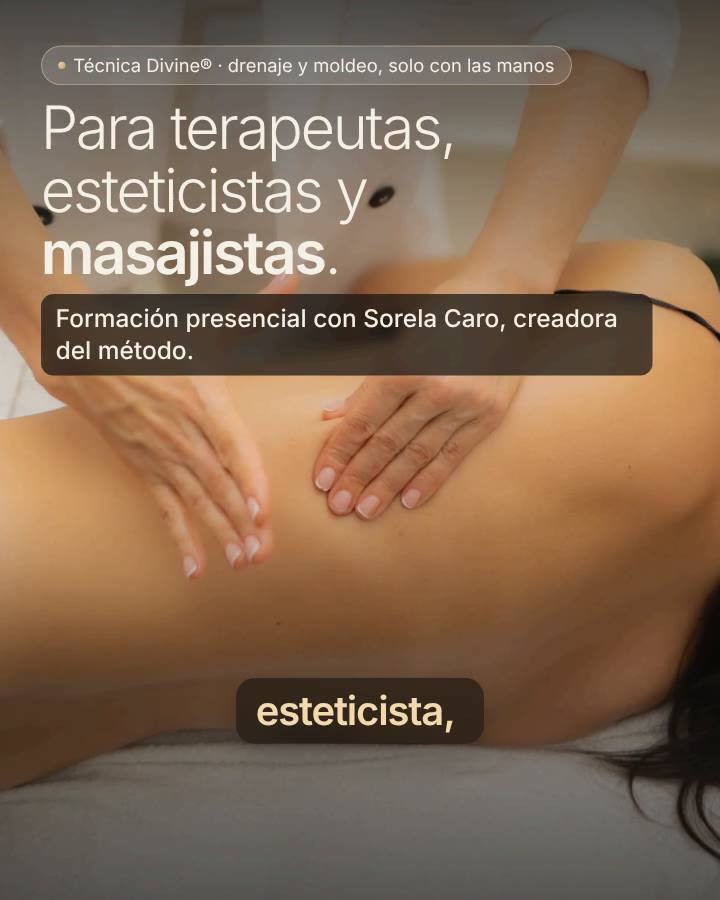 Técnica Divine® · drenaje y moldeo, solo con las manos
Para terapeutas,
esteticistas y
masajistas.
Formación presencial con Sorela Caro, creadora
del método.
esteticista,